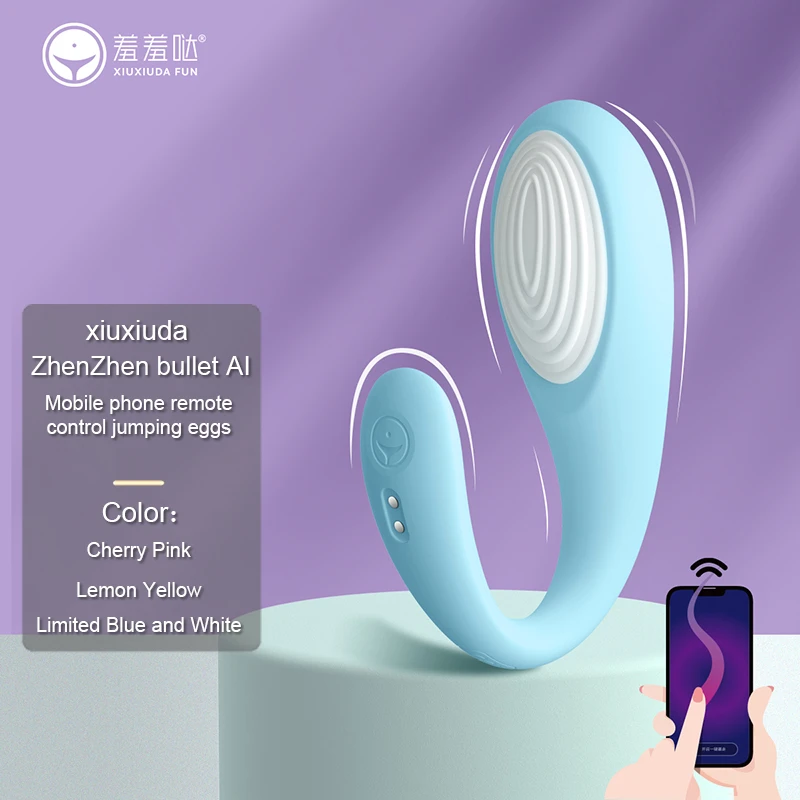 羞羞哒®
XIUXIUDA FUN
xiuxiuda
ZhenZhen bullet AI
Mobile phone remote
control jumping eggs
Color：
Cherry Pink
Lemon Yellow
Limited Blue and White